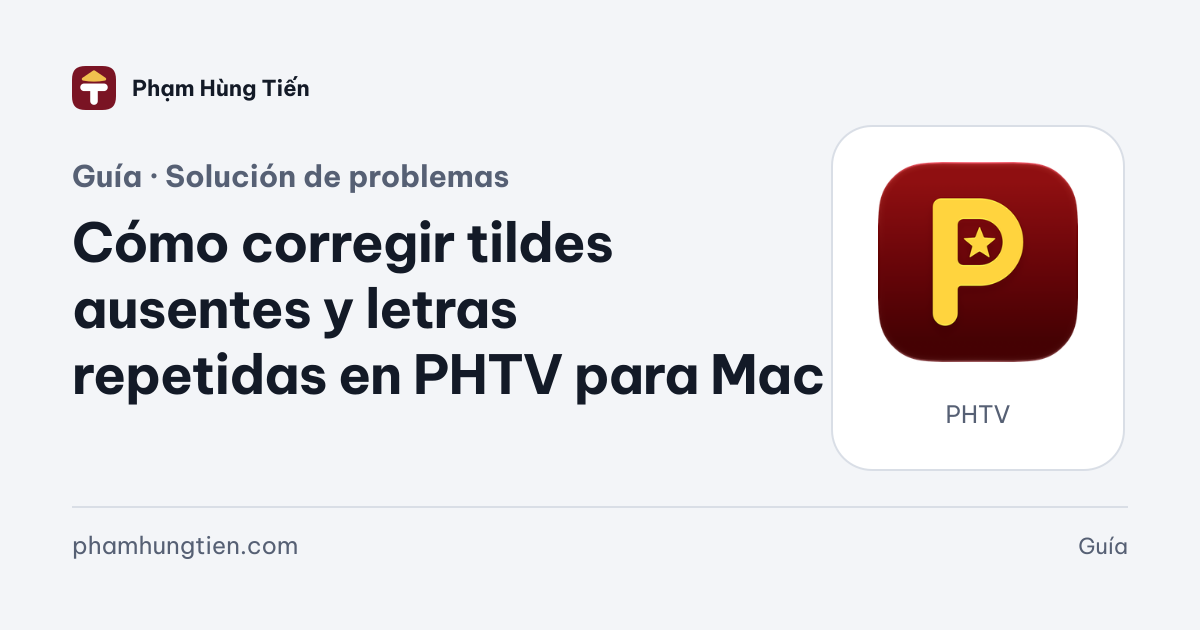 Phạm Hùng Tiến
Guía · Solución de problemas
Cómo corregir tildes
ausentes y letras
repetidas en PHTV para Mac
PHTV
phamhungtien.com
Guía